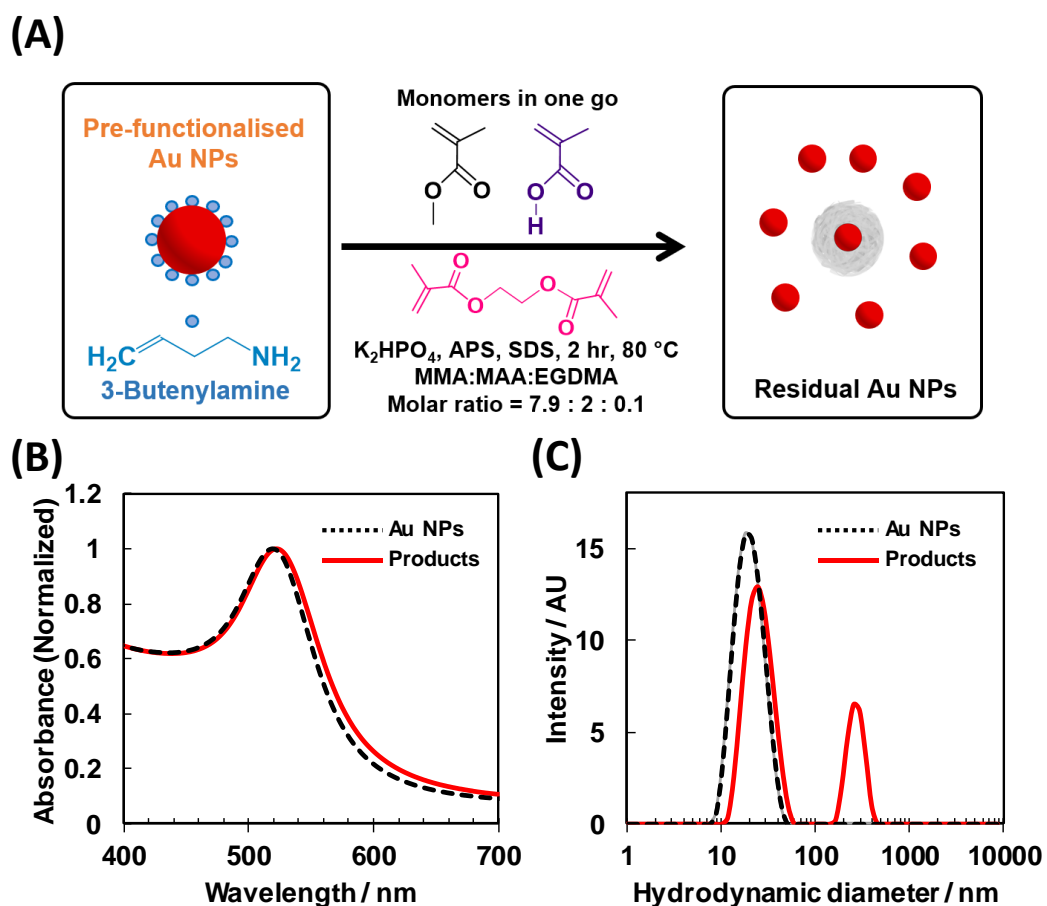 (A)
Pre-functionalised
Au NPs
H₂C
NH₂
3-Butenylamine
Monomers in one go
O
O
O
O
H
O
O
O
O
K₂HPO₄, APS, SDS, 2 hr, 80 °C
MMA:MAA:EGDMA
Molar ratio = 7.9 : 2 : 0.1
Residual Au NPs
(B)
Absorbance (Normalized)
1.2
1
0.8
0.6
0.4
0.2
0
Au NPs
Products
400
500
600
700
Wavelength / nm
(C)
Intensity / AU
15
10
5
0
Au NPs
Products
1
10
100
1000
10000
Hydrodynamic diameter / nm